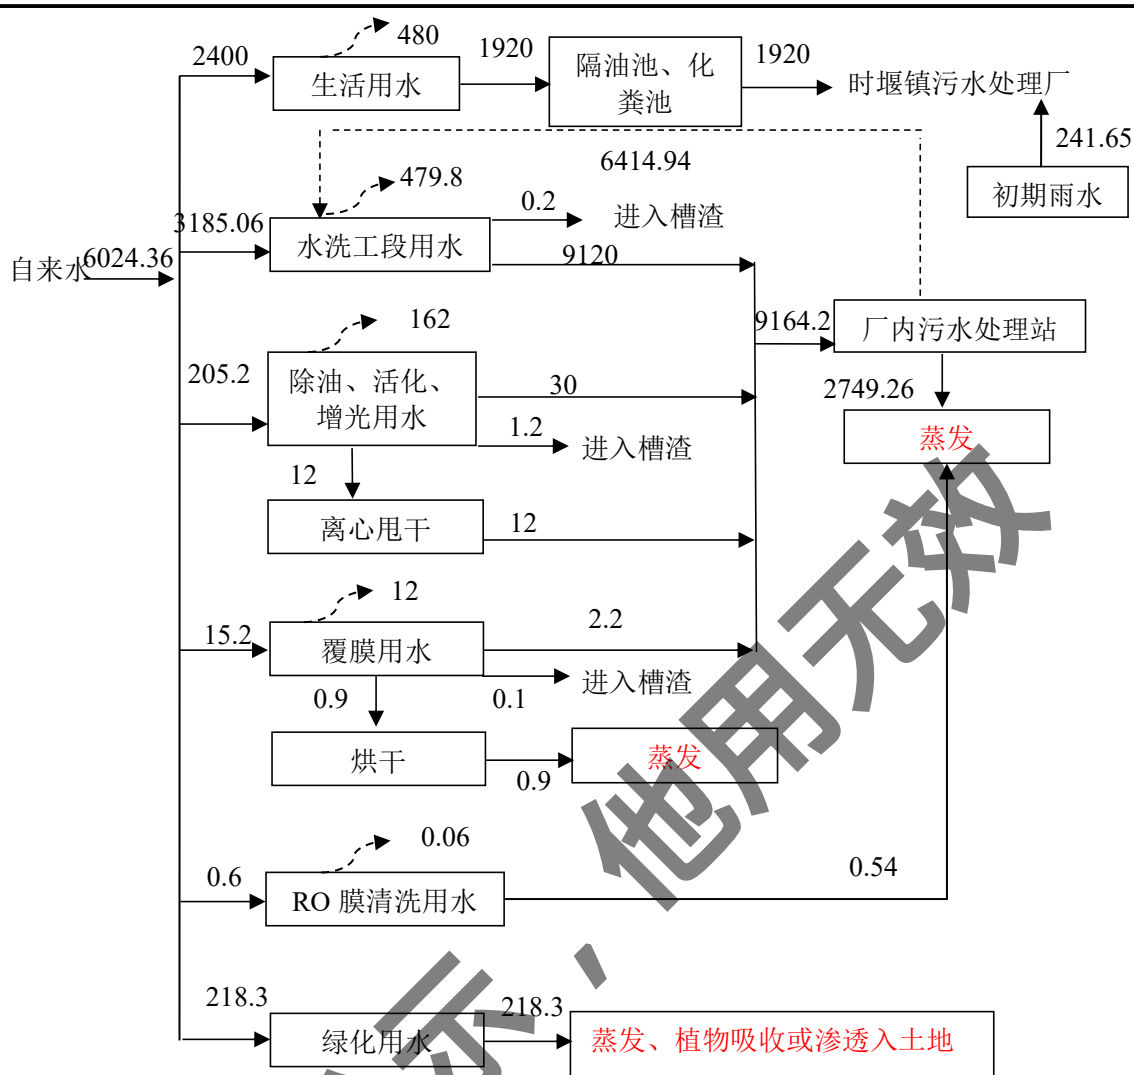 480
2400
1920
1920
生活用水
隔油池、化
粪池
时堰镇污水处理厂
241.65
初期雨水
6414.94
479.8
0.2
进入槽渣
3185.06
水洗工段用水
9120
自来水
6024.36
162
9164.2
厂内污水处理站
205.2
除油、活化、
增光用水
30
2749.26
1.2
进入槽渣
蒸发
12
离心甩干
12
12
15.2
覆膜用水
2.2
0.9
0.1
进入槽渣
烘干
0.9
蒸发
0.06
0.6
RO 膜清洗用水
0.54
218.3
绿化用水
218.3
蒸发、植物吸收或渗透入土地
示，他用无效